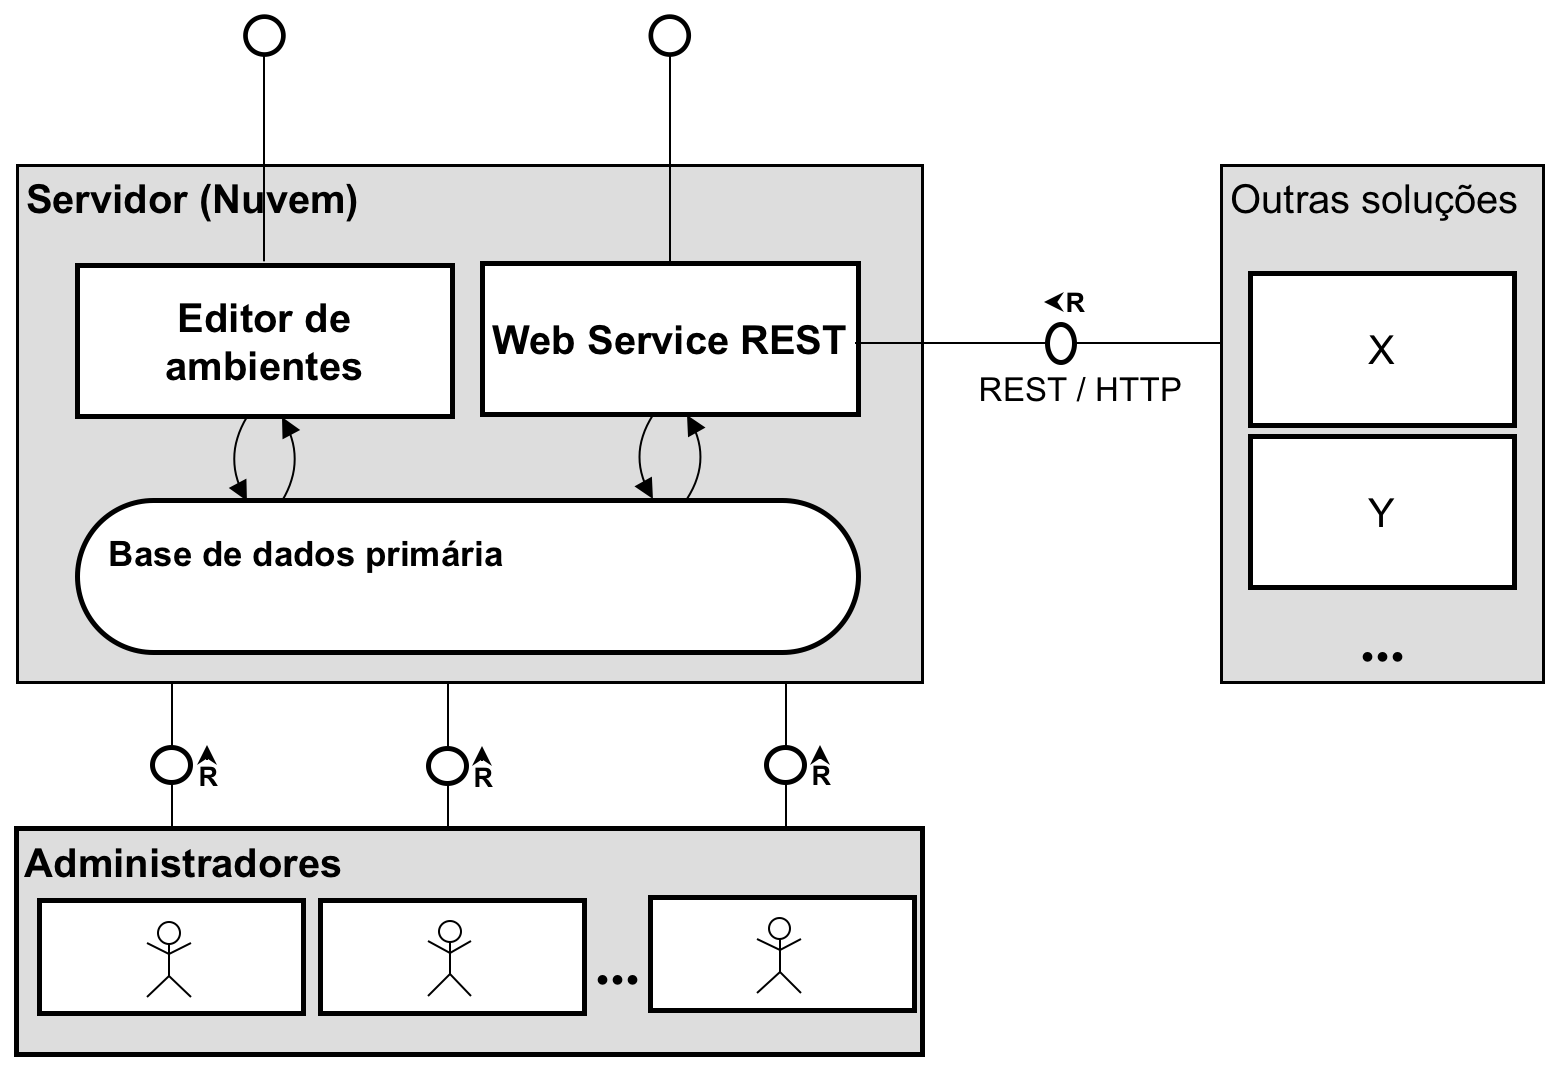 Servidor (Nuvem)
Outras soluções
Editor de
ambientes
Web Service REST
R
REST / HTTP
X
Y
...
Base de dados primária
R
R
R
Administradores
...